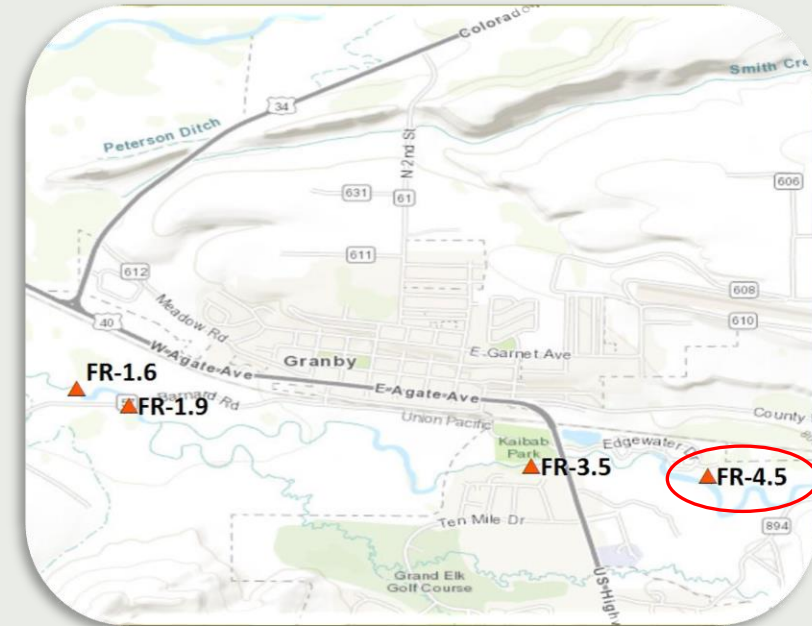 Colorado
Smith Cre
34
Peterson Ditch
N 2nd St
606
631
61
611
612
608
Meadow Rd
610
40
W Agate Ave
Granby
E Garnet Ave
FR-1.6
E Agate Ave
FR-1.9
Barnard Rd
Union Pacific
County
Kaibab
Park
Edgewater D
FR-3.5
FR-4.5
Ten Mile Dr
894
Grand Elk
Golf Course
US High